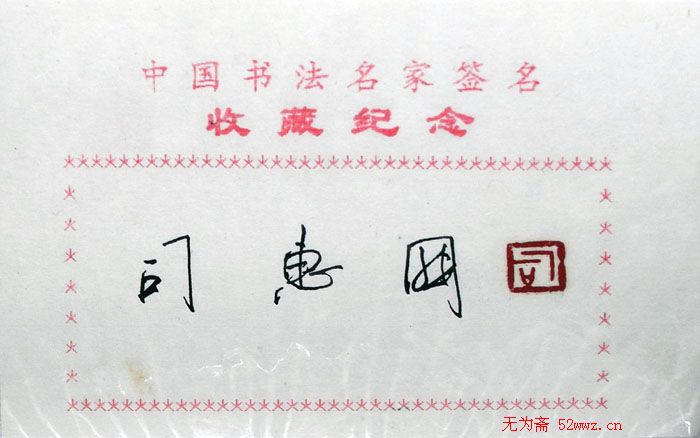 中国书法名家签名
收藏纪念
司惠国
司
无为斋 52wwz.cn